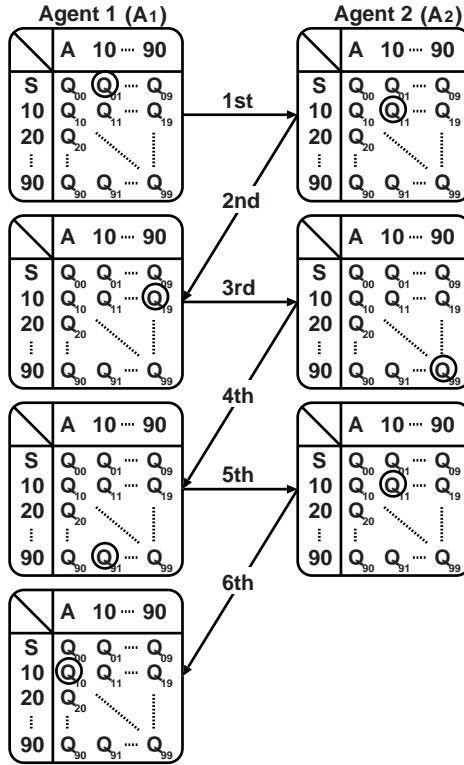 Agent 1 (A1) Agent 2 (A2)
A 10 ···· 90
S Q00 Q01 ···· Q09
10 Q10 Q11 ···· Q19
20 Q20
90 Q90 Q91 ···· Q99
1st
A 10 ···· 90
S Q00 Q01 ···· Q09
10 Q10 Q11 ···· Q19
20 Q20
90 Q90 Q91 ···· Q99
2nd
A 10 ···· 90
S Q00 Q01 ···· Q09
10 Q10 Q11 ···· Q19
20 Q20
90 Q90 Q91 ···· Q99
3rd
A 10 ···· 90
S Q00 Q01 ···· Q09
10 Q10 Q11 ···· Q19
20 Q20
90 Q90 Q91 ···· Q99
4th
A 10 ···· 90
S Q00 Q01 ···· Q09
10 Q10 Q11 ···· Q19
20 Q20
90 Q90 Q91 ···· Q99
5th
A 10 ···· 90
S Q00 Q01 ···· Q09
10 Q10 Q11 ···· Q19
20 Q20
90 Q90 Q91 ···· Q99
6th
A 10 ···· 90
S Q00 Q01 ···· Q09
10 Q10 Q11 ···· Q19
20 Q20
90 Q90 Q91 ···· Q99